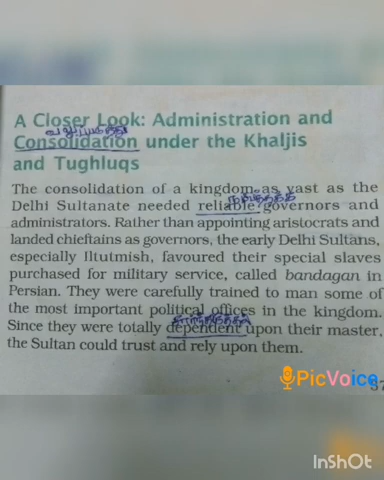 A Closer Look: Administration and
Consolidation under the Khaljis
and Tughluqs
The consolidation of a kingdom as vast as the
Delhi Sultanate needed reliable governors and
administrators. Rather than appointing aristocrats and
landed chieftains as governors, the early Delhi Sultans,
especially Iltutmish, favoured their special slaves
purchased for military service, called bandagan in
Persian. They were carefully trained to man some of
the most important political offices in the kingdom.
Since they were totally dependent upon their master,
the Sultan could trust and rely upon them.
PicVoice
InShOt